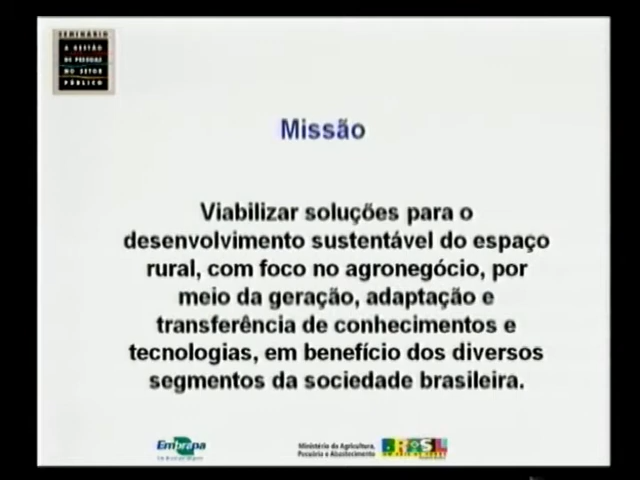 SEMINÁRIO
A GESTÃO
DE PESSOAS
NO SETOR
PÚBLICO
Missão
Viabilizar soluções para o
desenvolvimento sustentável do espaço
rural, com foco no agronegócio, por
meio da geração, adaptação e
transferência de conhecimentos e
tecnologias, em benefício dos diversos
segmentos da sociedade brasileira.
Embrapa
Ministério da Agricultura,
Pecuária e Abastecimento
BRASIL